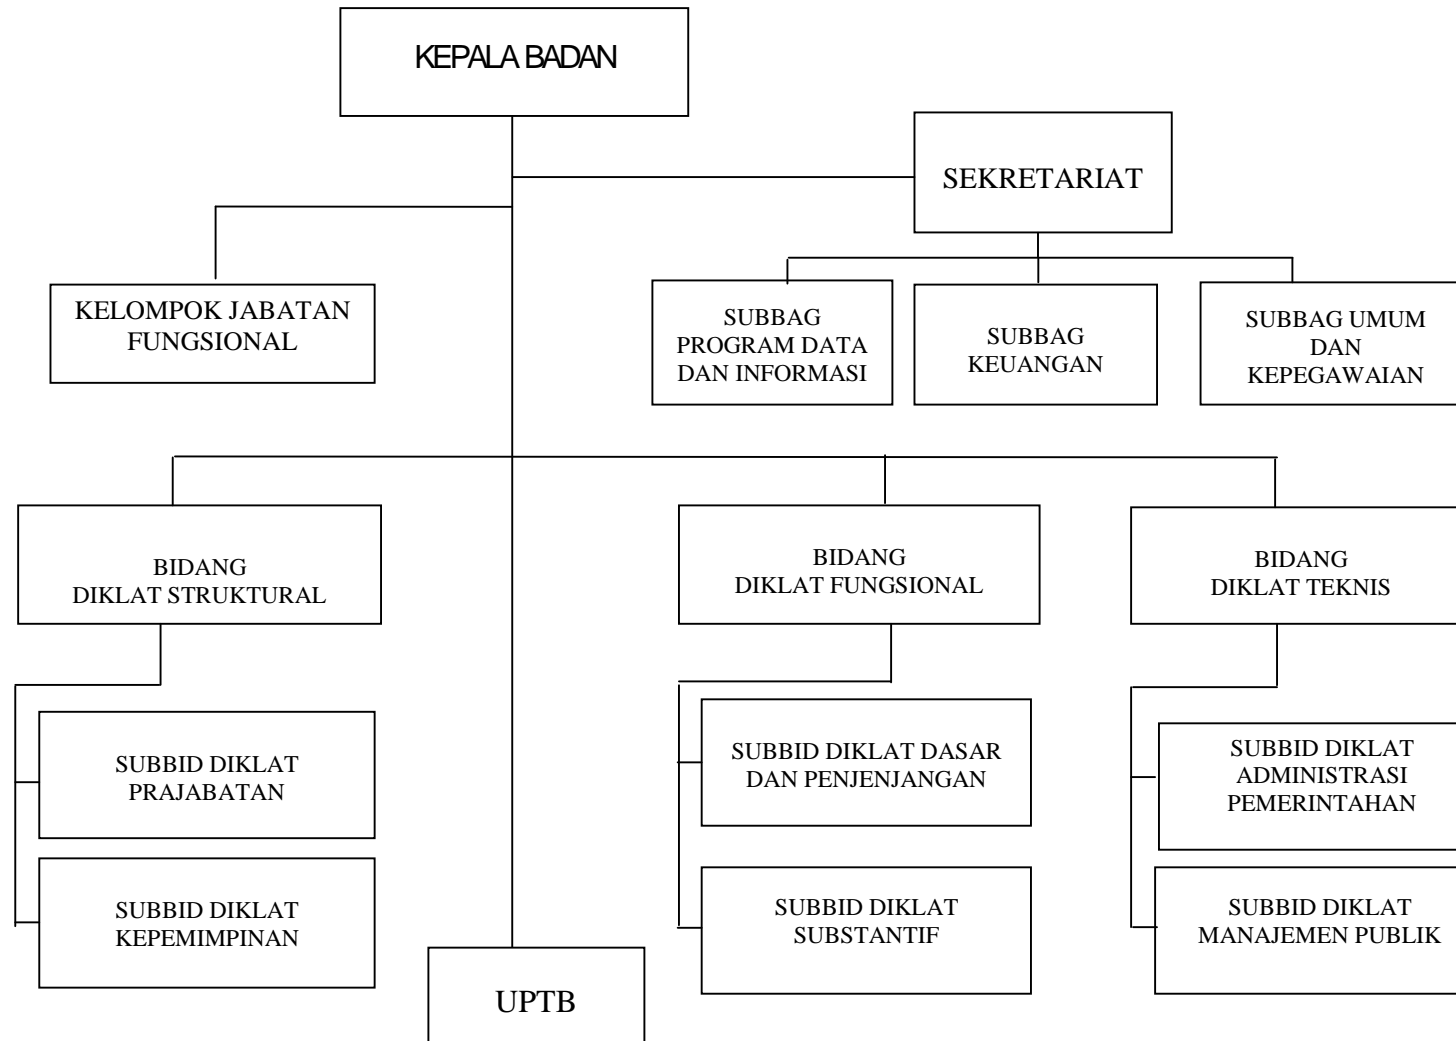 KEPALA BADAN
SEKRETARIAT
KELOMPOK JABATAN
FUNGSIONAL
SUBBAG
PROGRAM DATA
DAN INFORMASI
SUBBAG
KEUANGAN
SUBBAG UMUM
DAN
KEPEGAWAIAN
BIDANG
DIKLAT STRUKTURAL
BIDANG
DIKLAT FUNGSIONAL
BIDANG
DIKLAT TEKNIS
SUBBID DIKLAT
PRAJABATAN
SUBBID DIKLAT DASAR
DAN PENJENJANGAN
SUBBID DIKLAT
ADMINISTRASI
PEMERINTAHAN
SUBBID DIKLAT
KEPEMIMPINAN
SUBBID DIKLAT
SUBSTANTIF
SUBBID DIKLAT
MANAJEMEN PUBLIK
UPTB